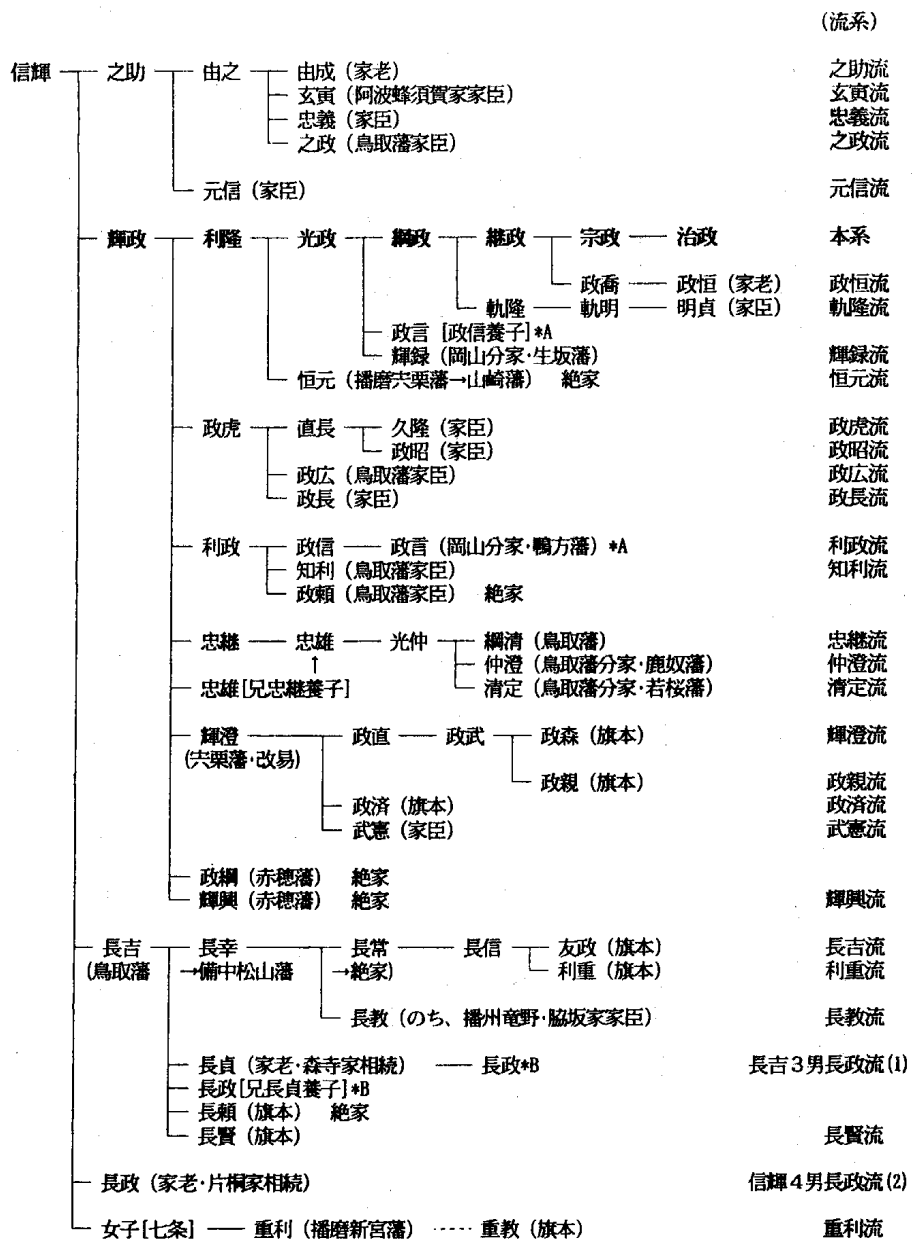 (流系)
信輝 之助 由之 由成 (家老) 之助流
玄寅 (阿波蜂須賀家家臣) 玄寅流
忠義 (家臣) 忠義流
之政 (鳥取藩家臣) 之政流
元信 (家臣) 元信流
輝政 利隆 光政 綱政 継政 宗政 治政 本系
政喬 政恒 (家老) 政恒流
軌隆 軌明 明貞 (家臣) 軌隆流
政言 [政信養子] *A
輝録 (岡山分家・生坂藩) 輝録流
恒元 (播磨宍粟藩→山崎藩) 絶家 恒元流
政虎 直長 久隆 (家臣) 政虎流
政昭 (家臣) 政昭流
政広 (鳥取藩家臣) 政広流
政長 (家臣) 政長流
利政 政信 政言 (岡山分家・鴨方藩) *A 利政流
知利 (鳥取藩家臣) 知利流
政頼 (鳥取藩家臣) 絶家
忠継 忠雄 光仲 綱清 (鳥取藩) 忠継流
↑ 仲澄 (鳥取藩分家・鹿奴藩) 仲澄流
忠雄[兄忠継養子] 清定 (鳥取藩分家・若桜藩) 清定流
輝澄 政直 政武 政森 (旗本) 輝澄流
(宍粟藩・改易)
政親 (旗本) 政親流
政済 (旗本) 政済流
武憲 (家臣) 武憲流
政綱 (赤穂藩) 絶家
輝興 (赤穂藩) 絶家 輝興流
長吉 長幸 長常 長信 友政 (旗本) 長吉流
(鳥取藩 →備中松山藩 →絶家) 利重 (旗本) 利重流
長教 (のち、播州竜野・脇坂家家臣) 長教流
長貞 (家老・森寺家相続) 長政*B 長吉3男長政流(1)
長政[兄長貞養子]*B
長頼 (旗本) 絶家
長賢 (旗本) 長賢流
長政 (家老・片桐家相続) 信輝4男長政流(2)
女子[七条] 重利 (播磨新宮藩) 重教 (旗本) 重利流